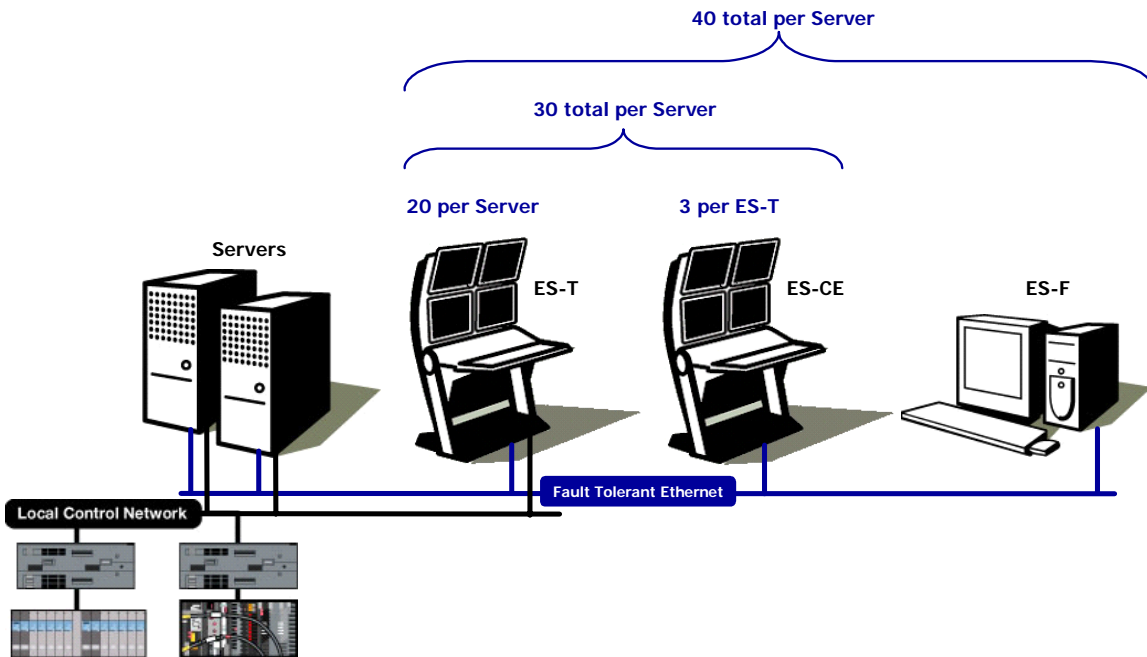 40 total per Server
30 total per Server
20 per Server
3 per ES-T
Servers
ES-T
ES-CE
ES-F
Fault Tolerant Ethernet
Local Control Network